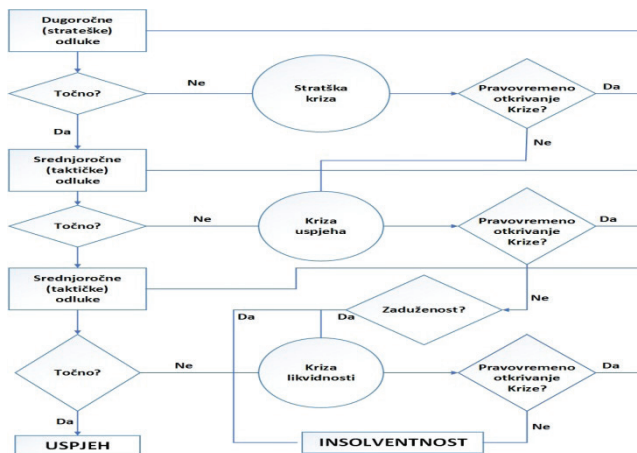 Dugoročne
(strateške)
odluke
Ne
Točno?
Stratška
kriza
Pravovremeno
otkrivanje
Krize?
Da
Da
Ne
Srednjoročne
(taktičke)
odluke
Točno?
Ne
Kriza
uspjeha
Pravovremeno
otkrivanje
Krize?
Da
Srednjoročne
(taktičke)
odluke
Ne
Zaduženost?
Da
Da
Točno?
Ne
Kriza
likvidnosti
Pravovremeno
otkrivanje
Krize?
Da
Da
Ne
USPJEH
INSOLVENTNOST